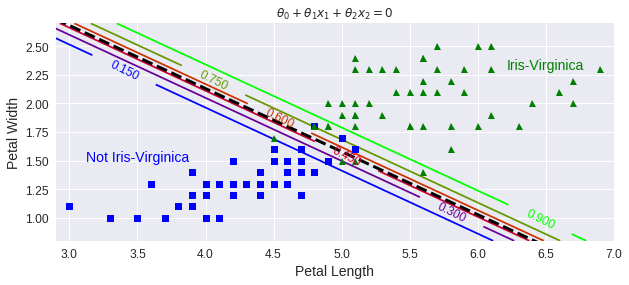 θ₀ + θ₁x₁ + θ₂x₂ = 0
Petal Width
2.50
2.25
2.00
1.75
1.50
1.25
1.00
Iris-Virginica
Not Iris-Virginica
0.150
0.750
0.600
0.450
0.300
0.900
3.0 3.5 4.0 4.5 5.0 5.5 6.0 6.5 7.0
Petal Length